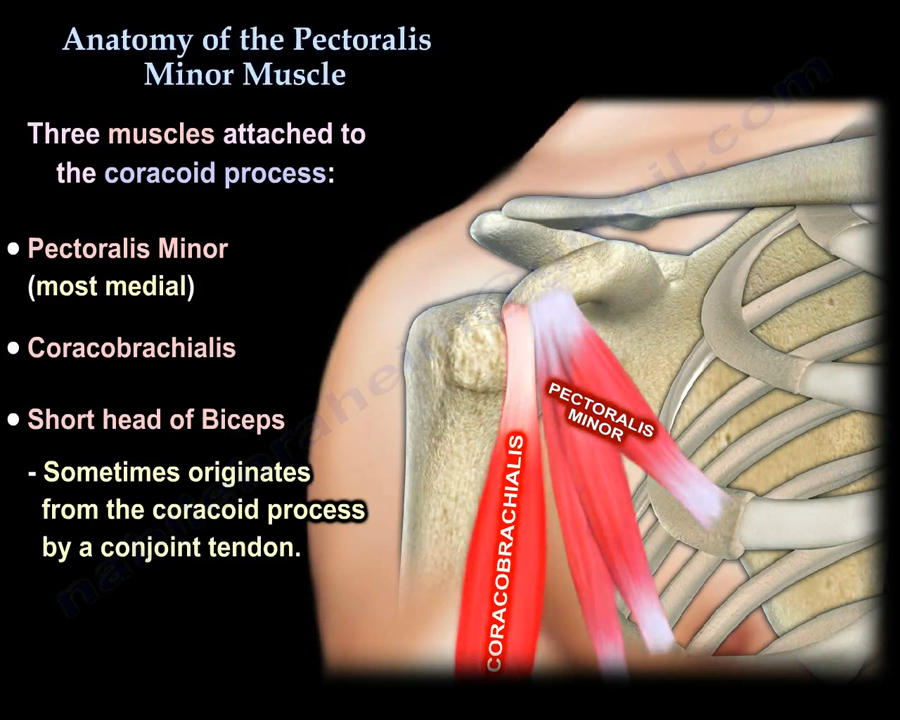 Anatomy of the Pectoralis
Minor Muscle
Three muscles attached to
the coracoid process:
• Pectoralis Minor
(most medial)
• Coracobrachialis
• Short head of Biceps
- Sometimes originates
from the coracoid process
by a conjoint tendon.
PECTORALIS
MINOR
CORACOBRACHIALIS